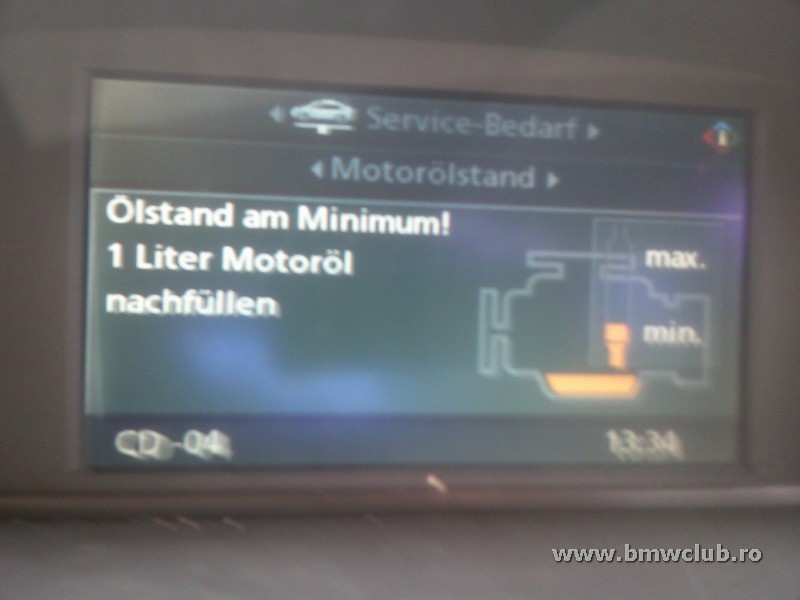 Service-Bedarf
Motorölstand
Ölstand am Minimum!
1 Liter Motoröl
nachfüllen
max.
min.
CD -04
13:34
www.bmwclub.ro